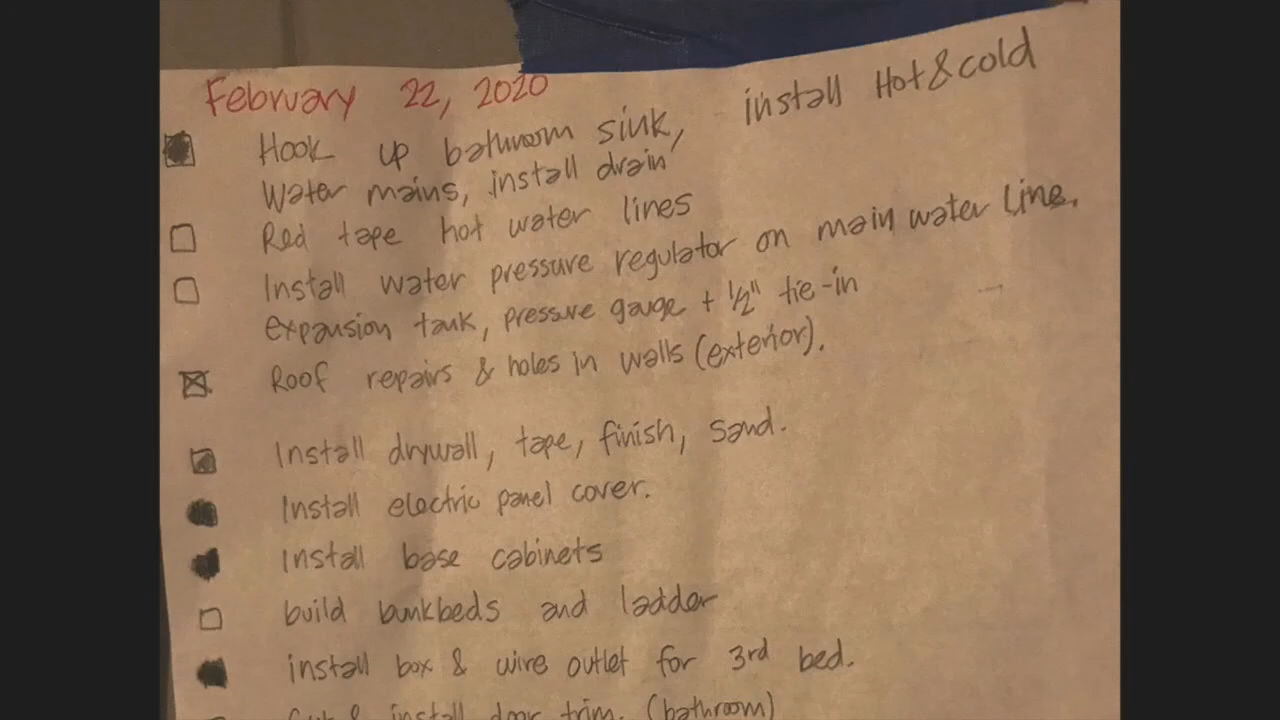 February 22, 2020
Hook up bathroom sink, install Hot & cold
Water mains, install drain
Red tape hot water lines
Install water pressure regulator on main water line,
expansion tank, pressure gauge + 1/2" tie-in
Roof repairs & holes in walls (exterior).
Install drywall, tape, finish, sand.
Install electric panel cover.
Install base cabinets
build bunkbeds and ladder
install box & wire outlet for 3rd bed.
& install door trim. (bathroom)